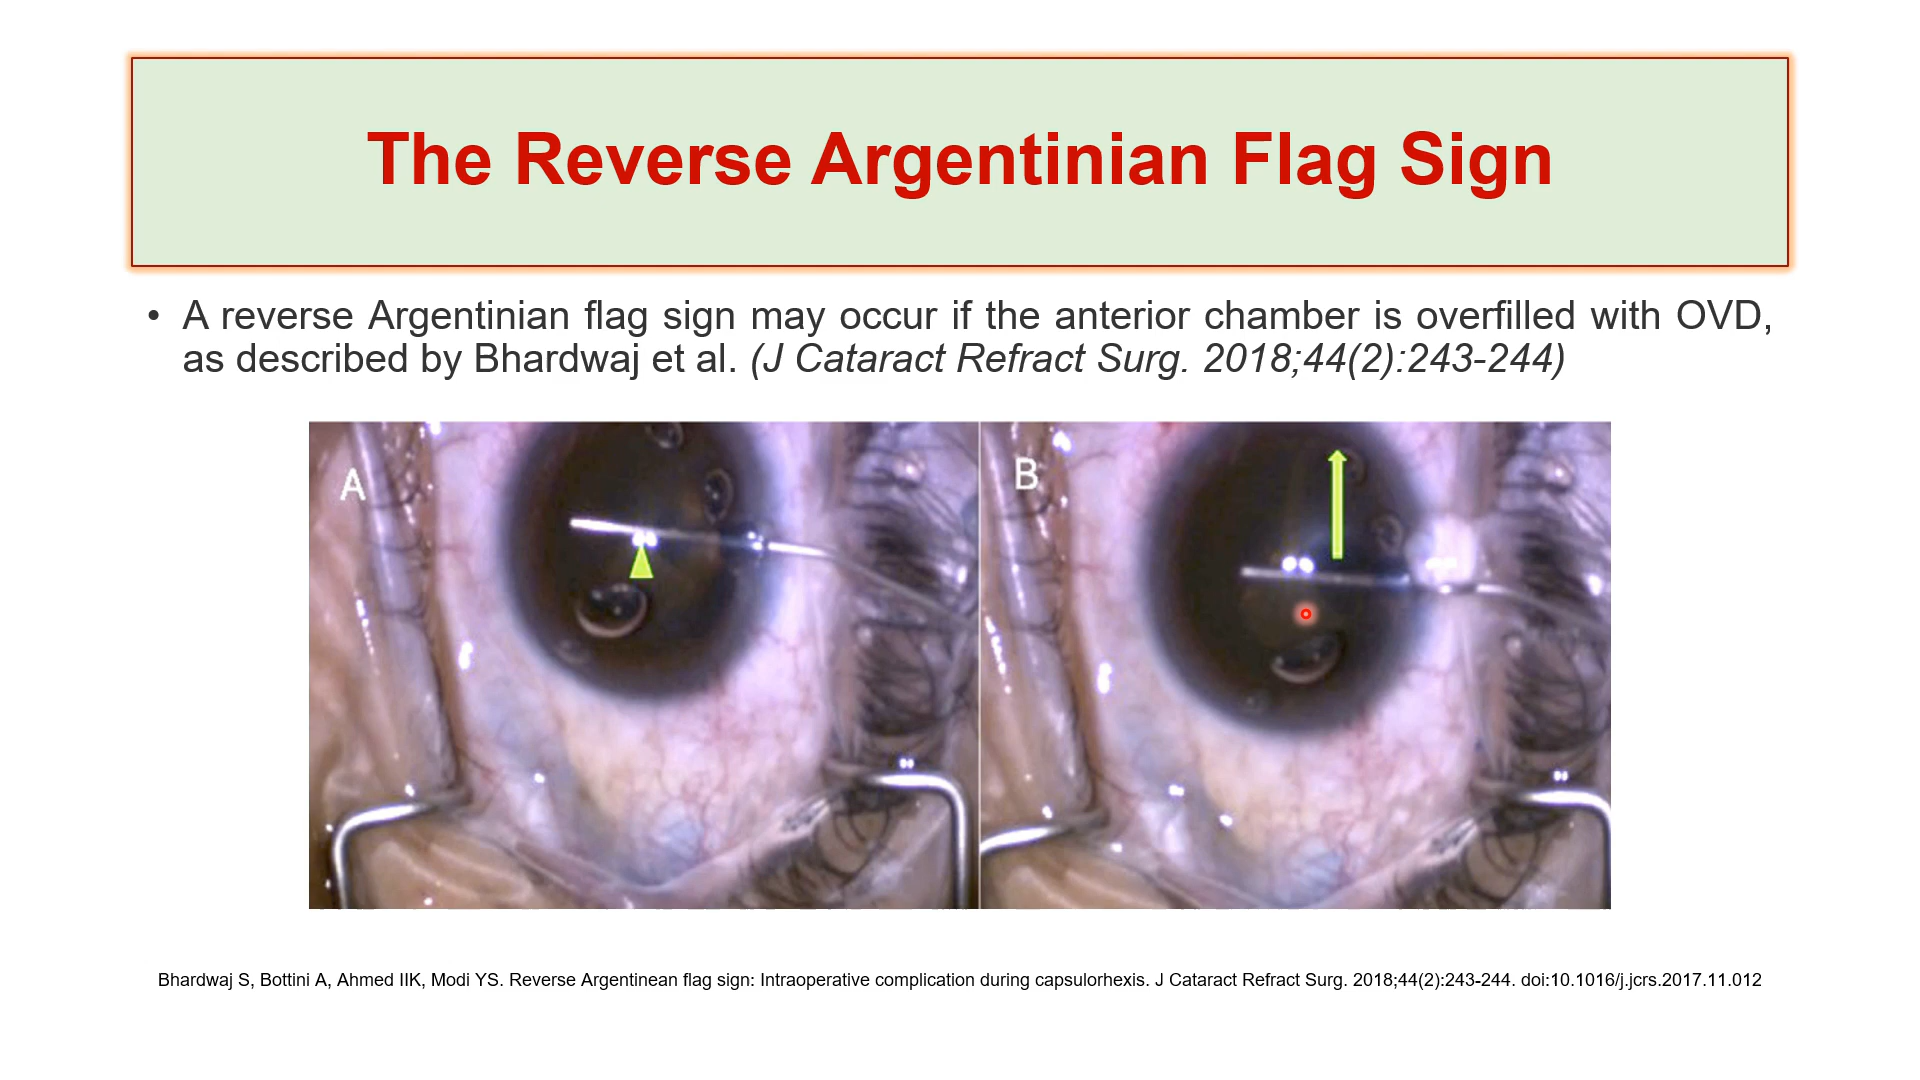 The Reverse Argentinian Flag Sign
• A reverse Argentinian flag sign may occur if the anterior chamber is overfilled with OVD,
as described by Bhardwaj et al. (J Cataract Refract Surg. 2018;44(2):243-244)
A
B
Bhardwaj S, Bottini A, Ahmed IIK, Modi YS. Reverse Argentinean flag sign: Intraoperative complication during capsulorhexis. J Cataract Refract Surg. 2018;44(2):243-244. doi:10.1016/j.jcrs.2017.11.012